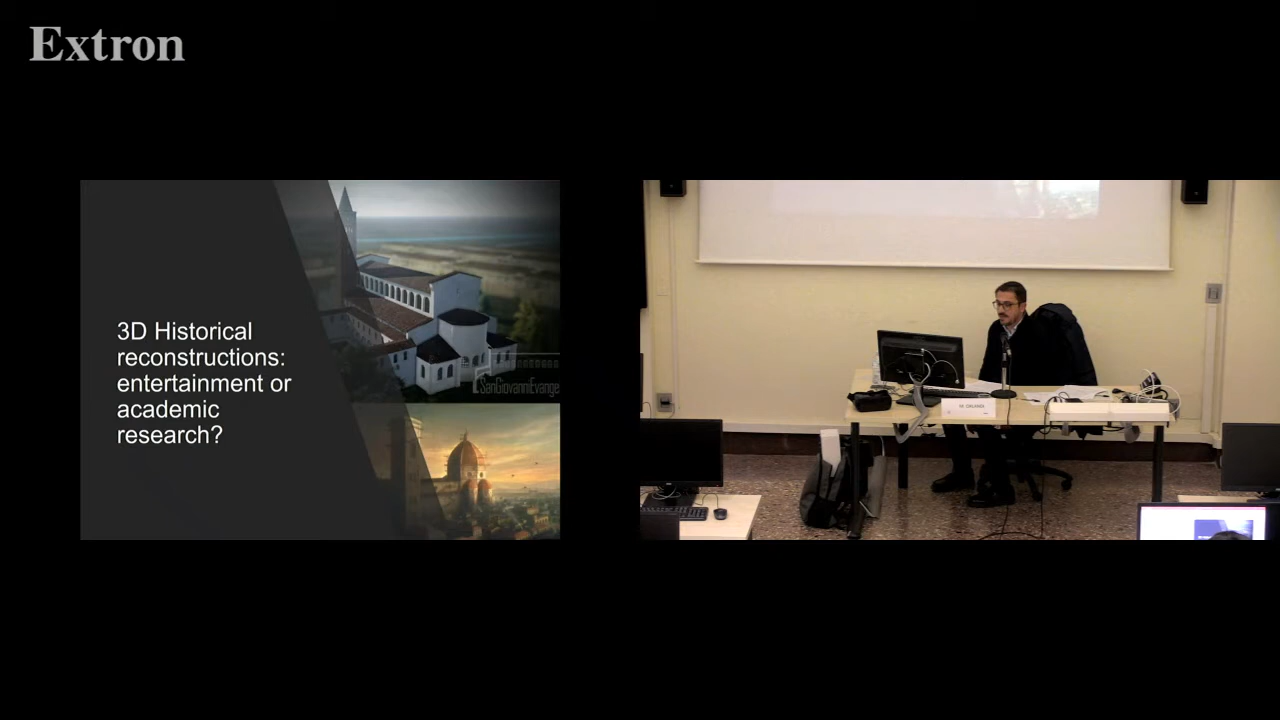 Extron
3D Historical
reconstructions:
entertainment or
academic
research?